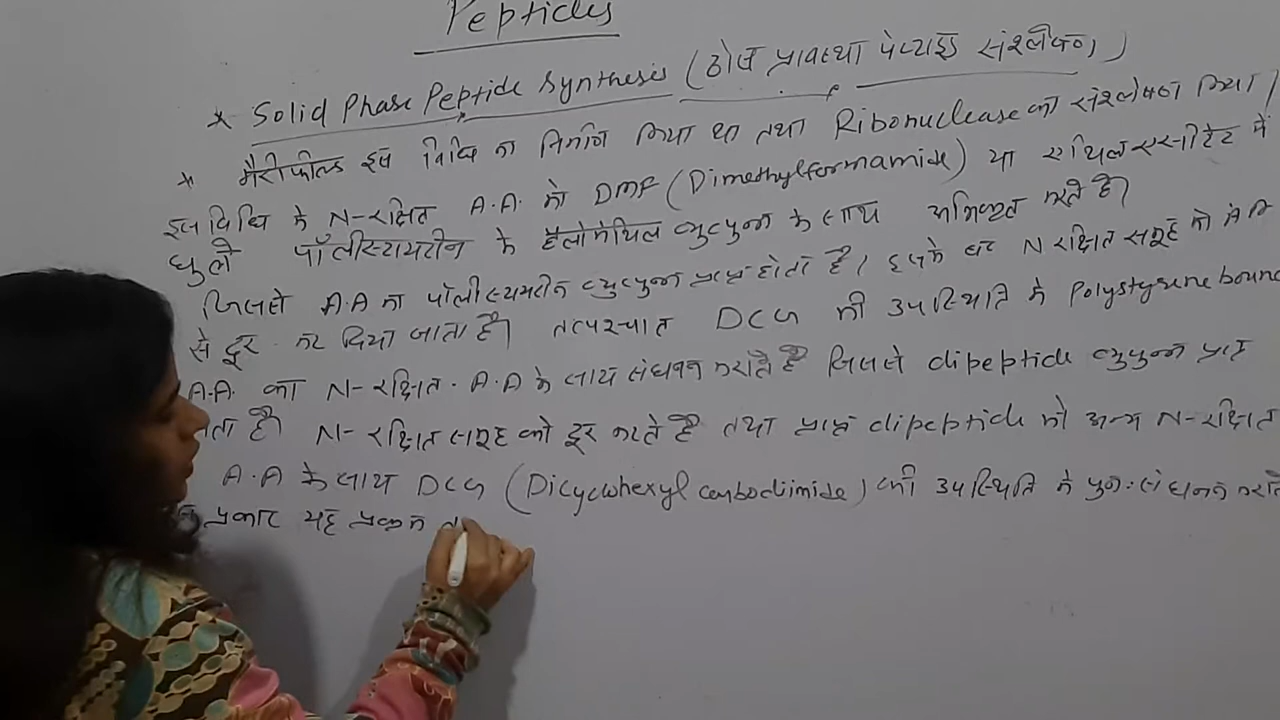 Peptides
* Solid Phase Peptide Synthesis (ठोस प्रावस्था पेप्टाइड संश्लेषण)
* मैरीफील्ड इस विधि का निर्माण किया था तथा Ribonuclease का संश्लेषण किया।
इस विधि में N-रक्षित A.A. को DMF (Dimethylformamide) या एथिल एसीटेट में
घुले पॉलीस्टायरीन के हैलोमेथिल व्युत्पन्न के साथ अभिकृत करते है।
जिससे A.A का पॉलीस्टायरीन व्युत्पन्न प्राप्त होता है। इसके बाद N रक्षित समूह को A.A
से दूर कर दिया जाता है। तत्पश्चात DCC की उपस्थिति में Polystyrene bound
A.A. का N-रक्षित A.A के साथ संघनन कराते है जिससे dipeptide व्युत्पन्न प्राप्त
है। N-रक्षित समूह को दूर करते है तथा प्राप्त dipeptide को अन्य N-रक्षित
A.A के साथ DCC (Dicyclohexyl carbodiimide) की उपस्थिति में पुनः संघनन कराते
प्रकार यह प्रक्रम